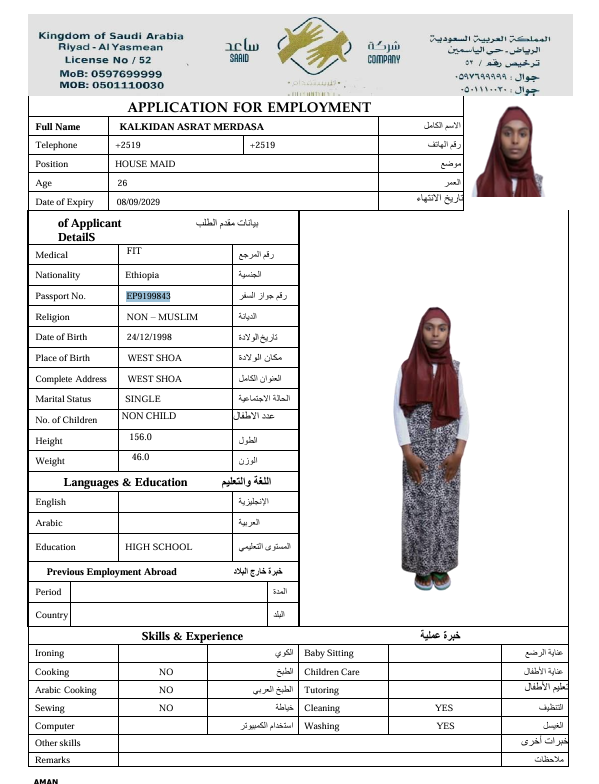 Kingdom of Saudi Arabia
Riyad - Al Yasmean
License No / 52
MoB: 0597699999
MOB: 0501110030
ساعد
SAAID
شركة
COMPANY
المملكة العربية السعودية
الرياض - حي الياسمين
ترخيص رقم / ٥٢
جوال : ٠٥٩٧٦٩٩٩٩٩
جوال : ٠٥٠١١١٠٠٣٠
APPLICATION FOR EMPLOYMENT
Full Name KALKIDAN ASRAT MERDASA الاسم الكامل
Telephone +2519 +2519 رقم الهاتف
Position HOUSE MAID موضع
Age 26 العمر
Date of Expiry 08/09/2029 تاريخ الانتهاء
of Applicant بيانات مقدم الطلب
DetailS
Medical FIT رقم المرجع
Nationality Ethiopia الجنسية
Passport No. EP9199843 رقم جواز السفر
Religion NON – MUSLIM الديانة
Date of Birth 24/12/1998 تاريخ الولادة
Place of Birth WEST SHOA مكان الولادة
Complete Address WEST SHOA العنوان الكامل
Marital Status SINGLE الحالة الاجتماعية
No. of Children NON CHILD عدد الاطفال
Height 156.0 الطول
Weight 46.0 الوزن
Languages & Education اللغة والتعليم
English الإنجليزية
Arabic العربية
Education HIGH SCHOOL المستوى التعليمي
Previous Employment Abroad خبرة خارج البلاد
Period المدة
Country البلد
Skills & Experience خبرة عملية
Ironing الكوي Baby Sitting عناية الرضع
Cooking NO الطبخ Children Care عناية الأطفال
Arabic Cooking NO الطبخ العربي Tutoring تعليم الأطفال
Sewing NO خياطة Cleaning YES التنظيف
Computer استخدام الكمبيوتر Washing YES الغسيل
Other skills خبرات أخرى
Remarks ملاحظات
AMAN